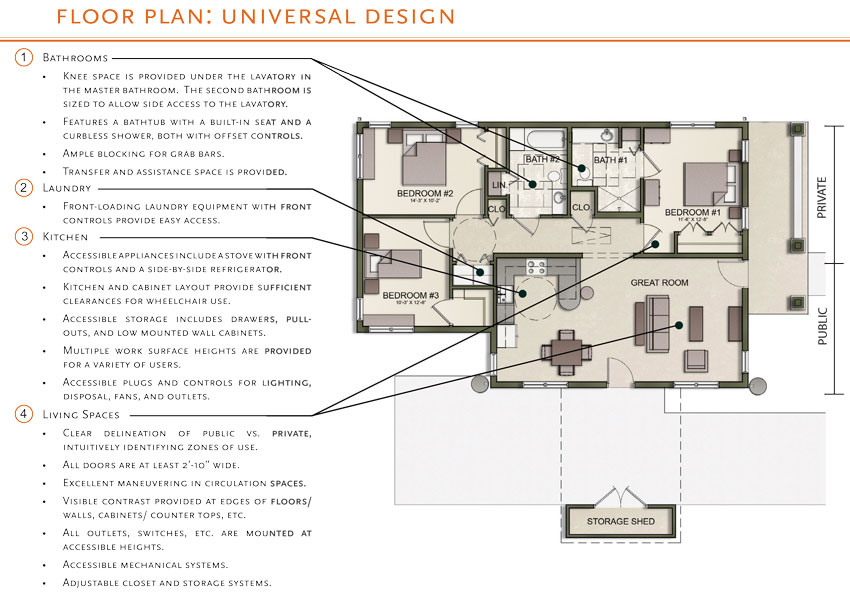 FLOOR PLAN: UNIVERSAL DESIGN
1 BATHROOMS
• KNEE SPACE IS PROVIDED UNDER THE LAVATORY IN
THE MASTER BATHROOM. THE SECOND BATHROOM IS
SIZED TO ALLOW SIDE ACCESS TO THE LAVATORY.
• FEATURES A BATHTUB WITH A BUILT-IN SEAT AND A
CURBLESS SHOWER, BOTH WITH OFFSET CONTROLS.
• AMPLE BLOCKING FOR GRAB BARS.
• TRANSFER AND ASSISTANCE SPACE IS PROVIDED.
2 LAUNDRY
• FRONT-LOADING LAUNDRY EQUIPMENT WITH FRONT
CONTROLS PROVIDE EASY ACCESS.
3 KITCHEN
• ACCESSIBLE APPLIANCES INCLUDE A STOVE WITH FRONT
CONTROLS AND A SIDE-BY-SIDE REFRIGERATOR.
• KITCHEN AND CABINET LAYOUT PROVIDE SUFFICIENT
CLEARANCES FOR WHEELCHAIR USE.
• ACCESSIBLE STORAGE INCLUDES DRAWERS, PULL-
OUTS, AND LOW MOUNTED WALL CABINETS.
• MULTIPLE WORK SURFACE HEIGHTS ARE PROVIDED
FOR A VARIETY OF USERS.
• ACCESSIBLE PLUGS AND CONTROLS FOR LIGHTING,
DISPOSAL, FANS, AND OUTLETS.
4 LIVING SPACES
• CLEAR DELINEATION OF PUBLIC VS. PRIVATE,
INTUITIVELY IDENTIFYING ZONES OF USE.
• ALL DOORS ARE AT LEAST 2'-10" WIDE.
• EXCELLENT MANEUVERING IN CIRCULATION SPACES.
• VISIBLE CONTRAST PROVIDED AT EDGES OF FLOORS/
WALLS, CABINETS/ COUNTER TOPS, ETC.
• ALL OUTLETS, SWITCHES, ETC. ARE MOUNTED AT
ACCESSIBLE HEIGHTS.
• ACCESSIBLE MECHANICAL SYSTEMS.
• ADJUSTABLE CLOSET AND STORAGE SYSTEMS.
BATH #2
BATH #1
LIN.
BEDROOM #2
14'-3" X 10'-2"
CLO.
CLO.
BEDROOM #1
11'-6" X 12'-5"
PRIVATE
GREAT ROOM
BEDROOM #3
10'-3" X 12'-6"
PUBLIC
STORAGE SHED